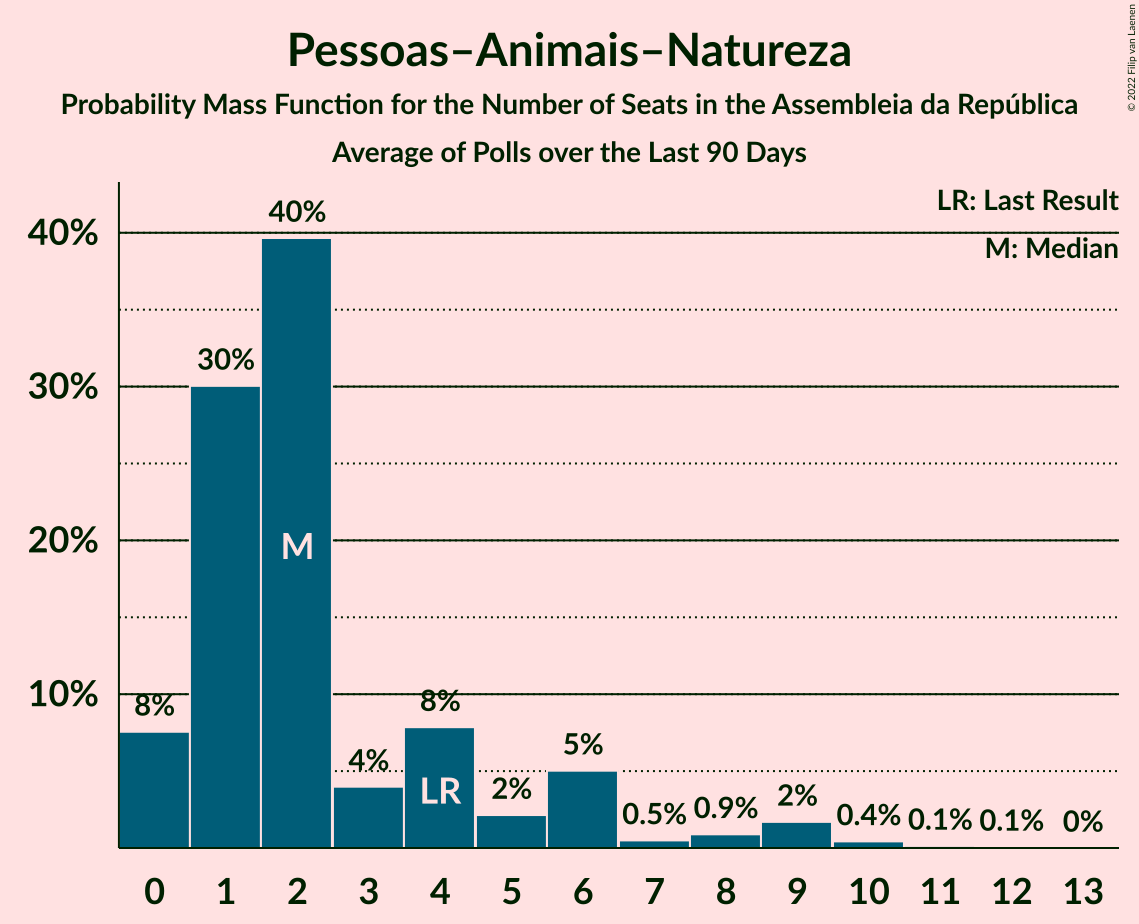 Pessoas–Animais–Natureza
Probability Mass Function for the Number of Seats in the Assembleia da República
Average of Polls over the Last 90 Days
© 2022 Filip van Laenen
LR: Last Result
M: Median
40%
30%
20%
10%
8%
30%
40%
4%
8%
2%
5%
0.5%
0.9%
2%
0.4%
0.1%
0.1%
0%
M
LR
0 1 2 3 4 5 6 7 8 9 10 11 12 13